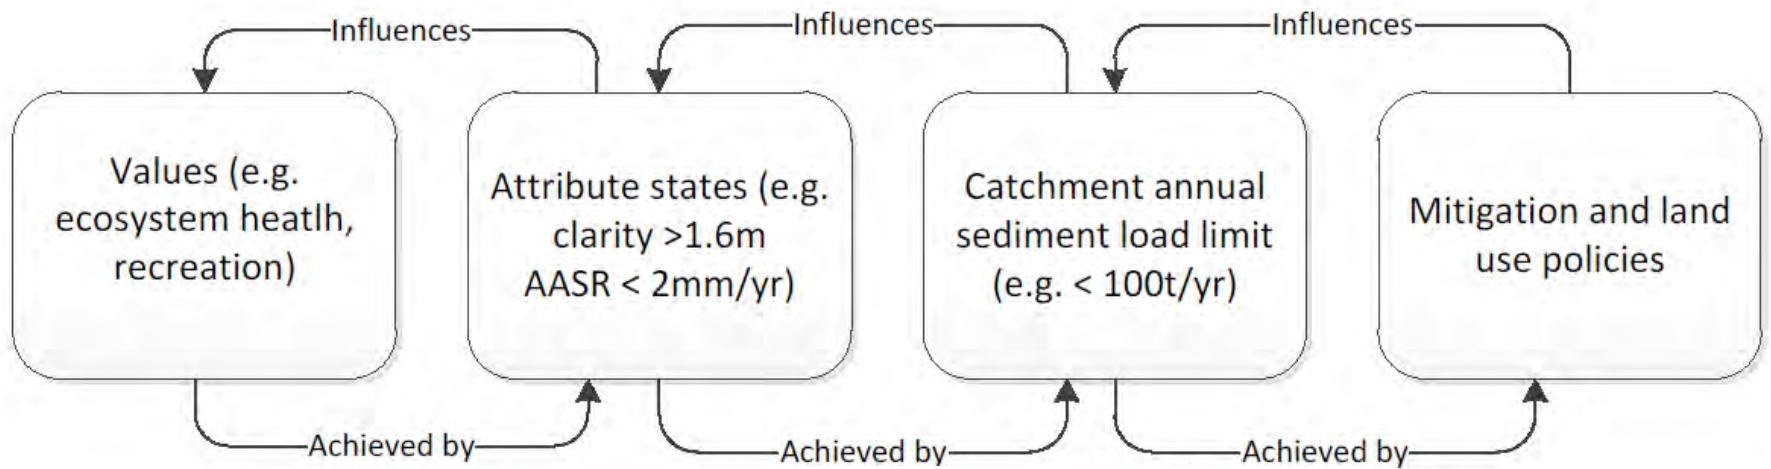 Influences
Influences
Influences
Values (e.g.
ecosystem heatlh,
recreation)
Attribute states (e.g.
clarity >1.6m
AASR < 2mm/yr)
Catchment annual
sediment load limit
(e.g. < 100t/yr)
Mitigation and land
use policies
Achieved by
Achieved by
Achieved by